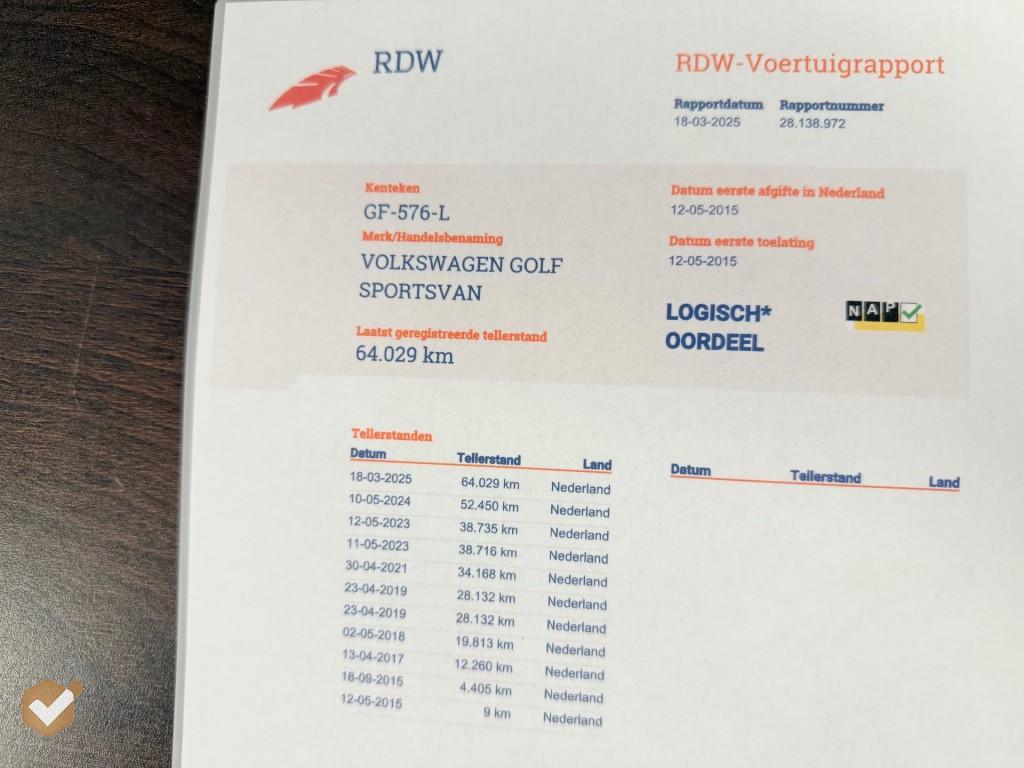 RDW
RDW-Voertuigrapport
Rapportdatum Rapportnummer
18-03-2025 28.138.972
Kenteken
GF-576-L
Merk/Handelsbenaming
VOLKSWAGEN GOLF
SPORTSVAN
Laatst geregistreerde tellerstand
64.029 km
Datum eerste afgifte in Nederland
12-05-2015
Datum eerste toelating
12-05-2015
LOGISCH*
OORDEEL
NAP
Tellerstanden
Datum Tellerstand Land
18-03-2025 64.029 km Nederland
10-05-2024 52.450 km Nederland
12-05-2023 38.735 km Nederland
11-05-2023 38.716 km Nederland
30-04-2021 34.168 km Nederland
23-04-2019 28.132 km Nederland
23-04-2019 28.132 km Nederland
02-05-2018 19.813 km Nederland
13-04-2017 12.260 km Nederland
18-09-2015 4.405 km Nederland
12-05-2015 9 km Nederland
Datum Tellerstand Land